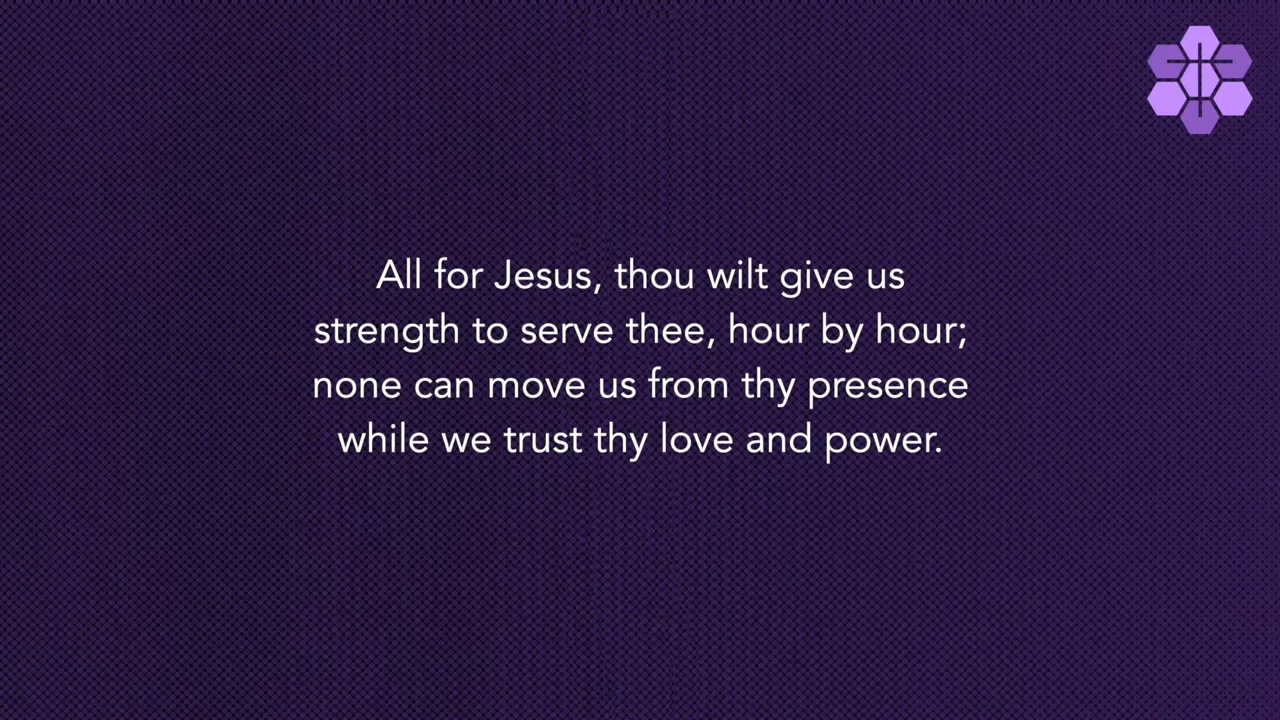 All for Jesus, thou wilt give us
strength to serve thee, hour by hour;
none can move us from thy presence
while we trust thy love and power.